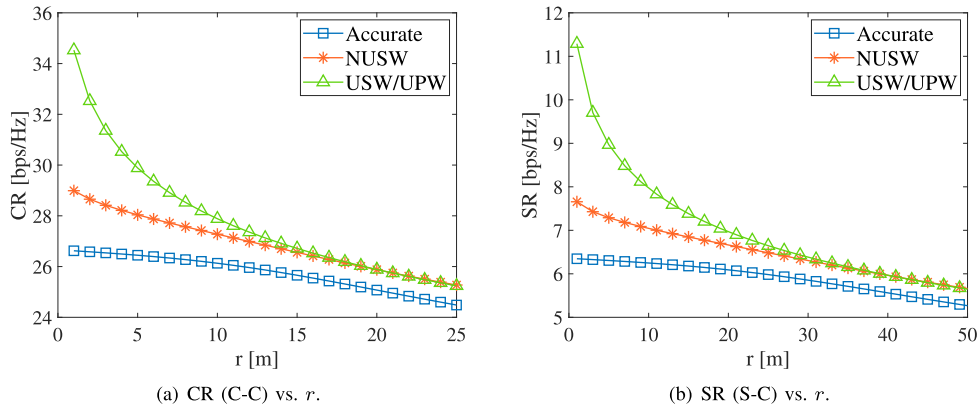 36
34
32
30
28
26
24
CR [bps/Hz]
0
5
10
15
20
25
r [m]
Accurate
NUSW
USW/UPW
(a) CR (C-C) vs. r.
12
11
10
9
8
7
6
5
SR [bps/Hz]
0
10
20
30
40
50
r [m]
Accurate
NUSW
USW/UPW
(b) SR (S-C) vs. r.